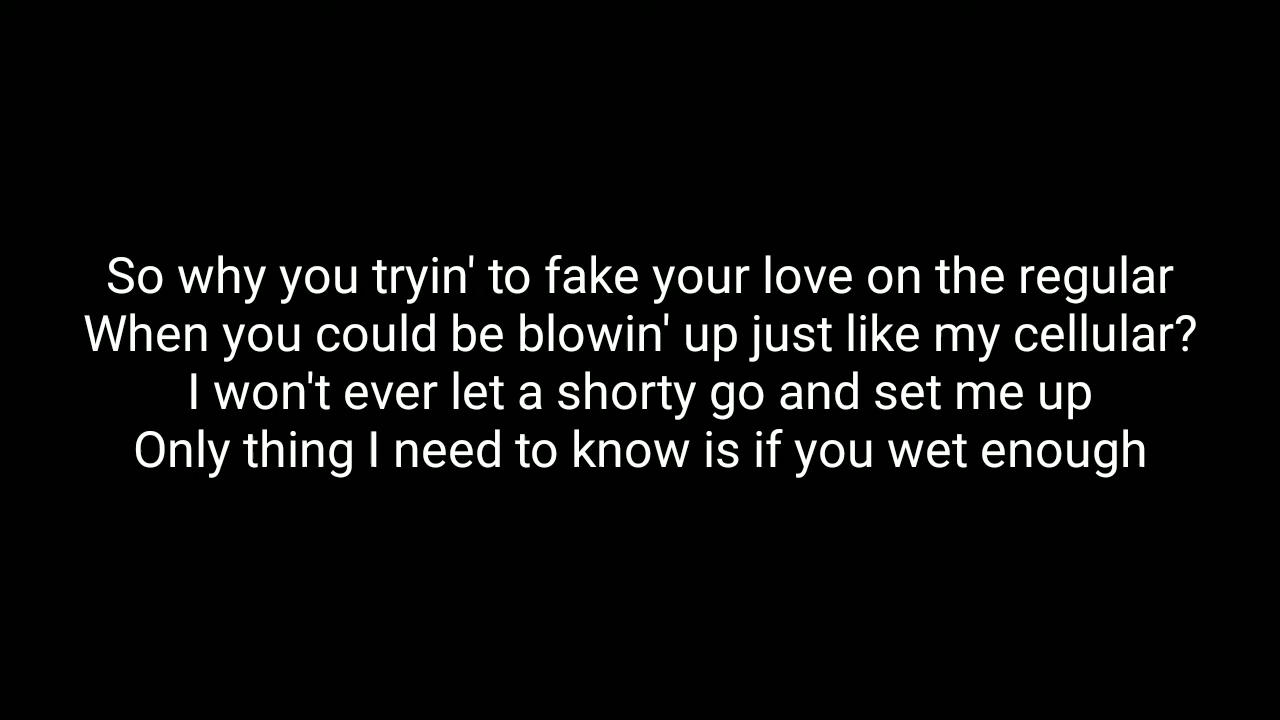 So why you tryin' to fake your love on the regular
When you could be blowin' up just like my cellular?
I won't ever let a shorty go and set me up
Only thing I need to know is if you wet enough